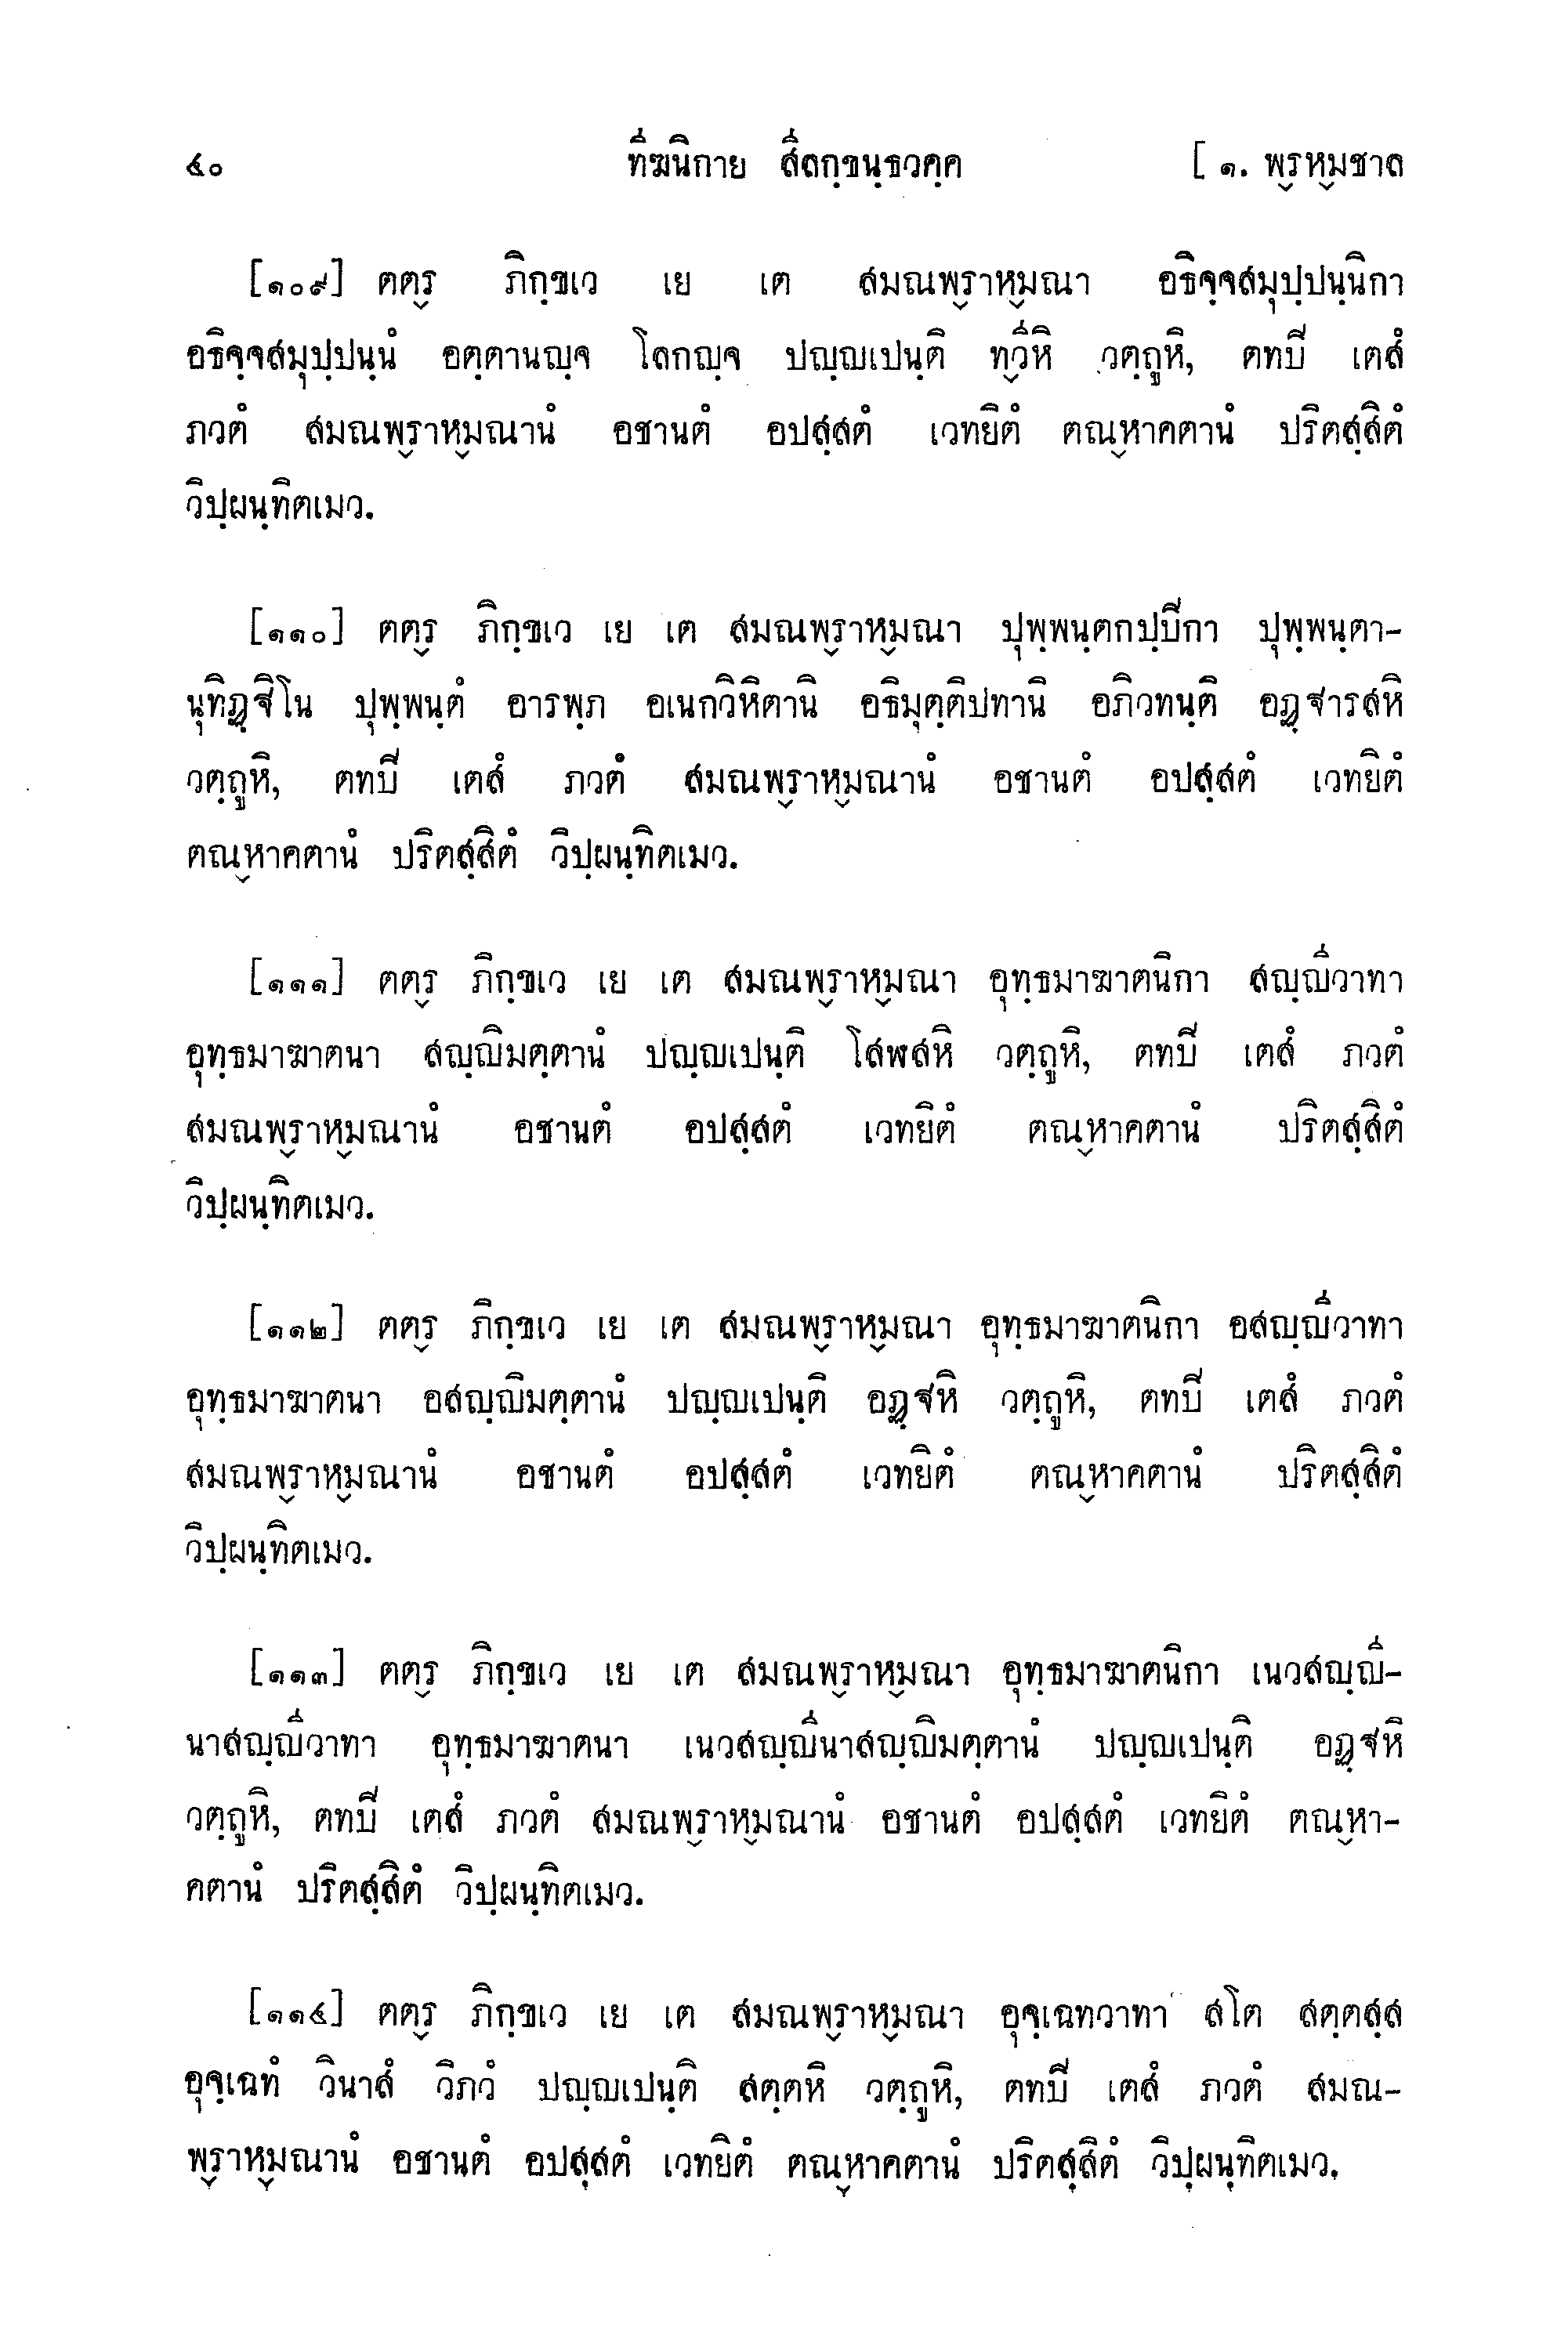 ๔๐ ทีฆนิกาย สีลกฺขนฺธวคฺค [ ๑. พ๎รห๎มชาล
[๑๐๙] ตต๎ร ภิกฺขเว เย เต สมณพ๎ราห๎มณา อธิจฺจสมุปฺปนฺนิกา
อธิจฺจสมุปฺปนฺนํ อตฺตานญฺจ โลกญฺจ ปญฺญเปนฺติ ท๎วีหิ วตฺถูหิ, ตทปิ เตสํ
ภวตํ สมณพ๎ราห๎มณานํ อชานตํ อปสฺสตํ เวทยิตํ ตณ๎หาคตานํ ปริตสฺสิตํ
วิปฺผนฺทิตเมว.
[๑๑๐] ตต๎ร ภิกฺขเว เย เต สมณพ๎ราห๎มณา ปุพฺพนฺตกปฺปิกา ปุพฺพนฺตา-
นุทิฏฺฐิโน ปุพฺพนฺตํ อารพฺภ อเนกวิหิตานิ อธิมุตฺติปทานิ อภิวทนฺติ อฏฺฐารสหิ
วตฺถูหิ, ตทปิ เตสํ ภวตํ สมณพ๎ราห๎มณานํ อชานตํ อปสฺสตํ เวทยิตํ
ตณ๎หาคตานํ ปริตสฺสิตํ วิปฺผนฺทิตเมว.
[๑๑๑] ตต๎ร ภิกฺขเว เย เต สมณพ๎ราห๎มณา อุทฺธมาฆาตนิกา สญฺญีวาทา
อุทฺธมาฆาตนา สญฺญิมตฺตานํ ปญฺญเปนฺติ โสฬสหิ วตฺถูหิ, ตทปิ เตสํ ภวตํ
สมณพ๎ราห๎มณานํ อชานตํ อปสฺสตํ เวทยิตํ ตณ๎หาคตานํ ปริตสฺสิตํ
วิปฺผนฺทิตเมว.
[๑๑๒] ตต๎ร ภิกฺขเว เย เต สมณพ๎ราห๎มณา อุทฺธมาฆาตนิกา อสญฺญีวาทา
อุทฺธมาฆาตนา อสญฺญิมตฺตานํ ปญฺญเปนฺติ อฏฺฐหิ วตฺถูหิ, ตทปิ เตสํ ภวตํ
สมณพ๎ราห๎มณานํ อชานตํ อปสฺสตํ เวทยิตํ ตณ๎หาคตานํ ปริตสฺสิตํ
วิปฺผนฺทิตเมว.
[๑๑๓] ตต๎ร ภิกฺขเว เย เต สมณพ๎ราห๎มณา อุทฺธมาฆาตนิกา เนวสญฺญี-
นาสญฺญีวาทา อุทฺธมาฆาตนา เนวสญฺญีนาสญฺญิมตฺตานํ ปญฺญเปนฺติ อฏฺฐหิ
วตฺถูหิ, ตทปิ เตสํ ภวตํ สมณพ๎ราห๎มณานํ อชานตํ อปสฺสตํ เวทยิตํ ตณ๎หา-
คตานํ ปริตสฺสิตํ วิปฺผนฺทิตเมว.
[๑๑๔] ตต๎ร ภิกฺขเว เย เต สมณพ๎ราห๎มณา อุจฺเฉทวาทา สโต สตฺตสฺส
อุจฺเฉทํ วินาสํ วิภวํ ปญฺญเปนฺติ สตฺตหิ วตฺถูหิ, ตทปิ เตสํ ภวตํ สมณ-
พ๎ราห๎มณานํ อชานตํ อปสฺสตํ เวทยิตํ ตณ๎หาคตานํ ปริตสฺสิตํ วิปฺผนฺทิตเมว.